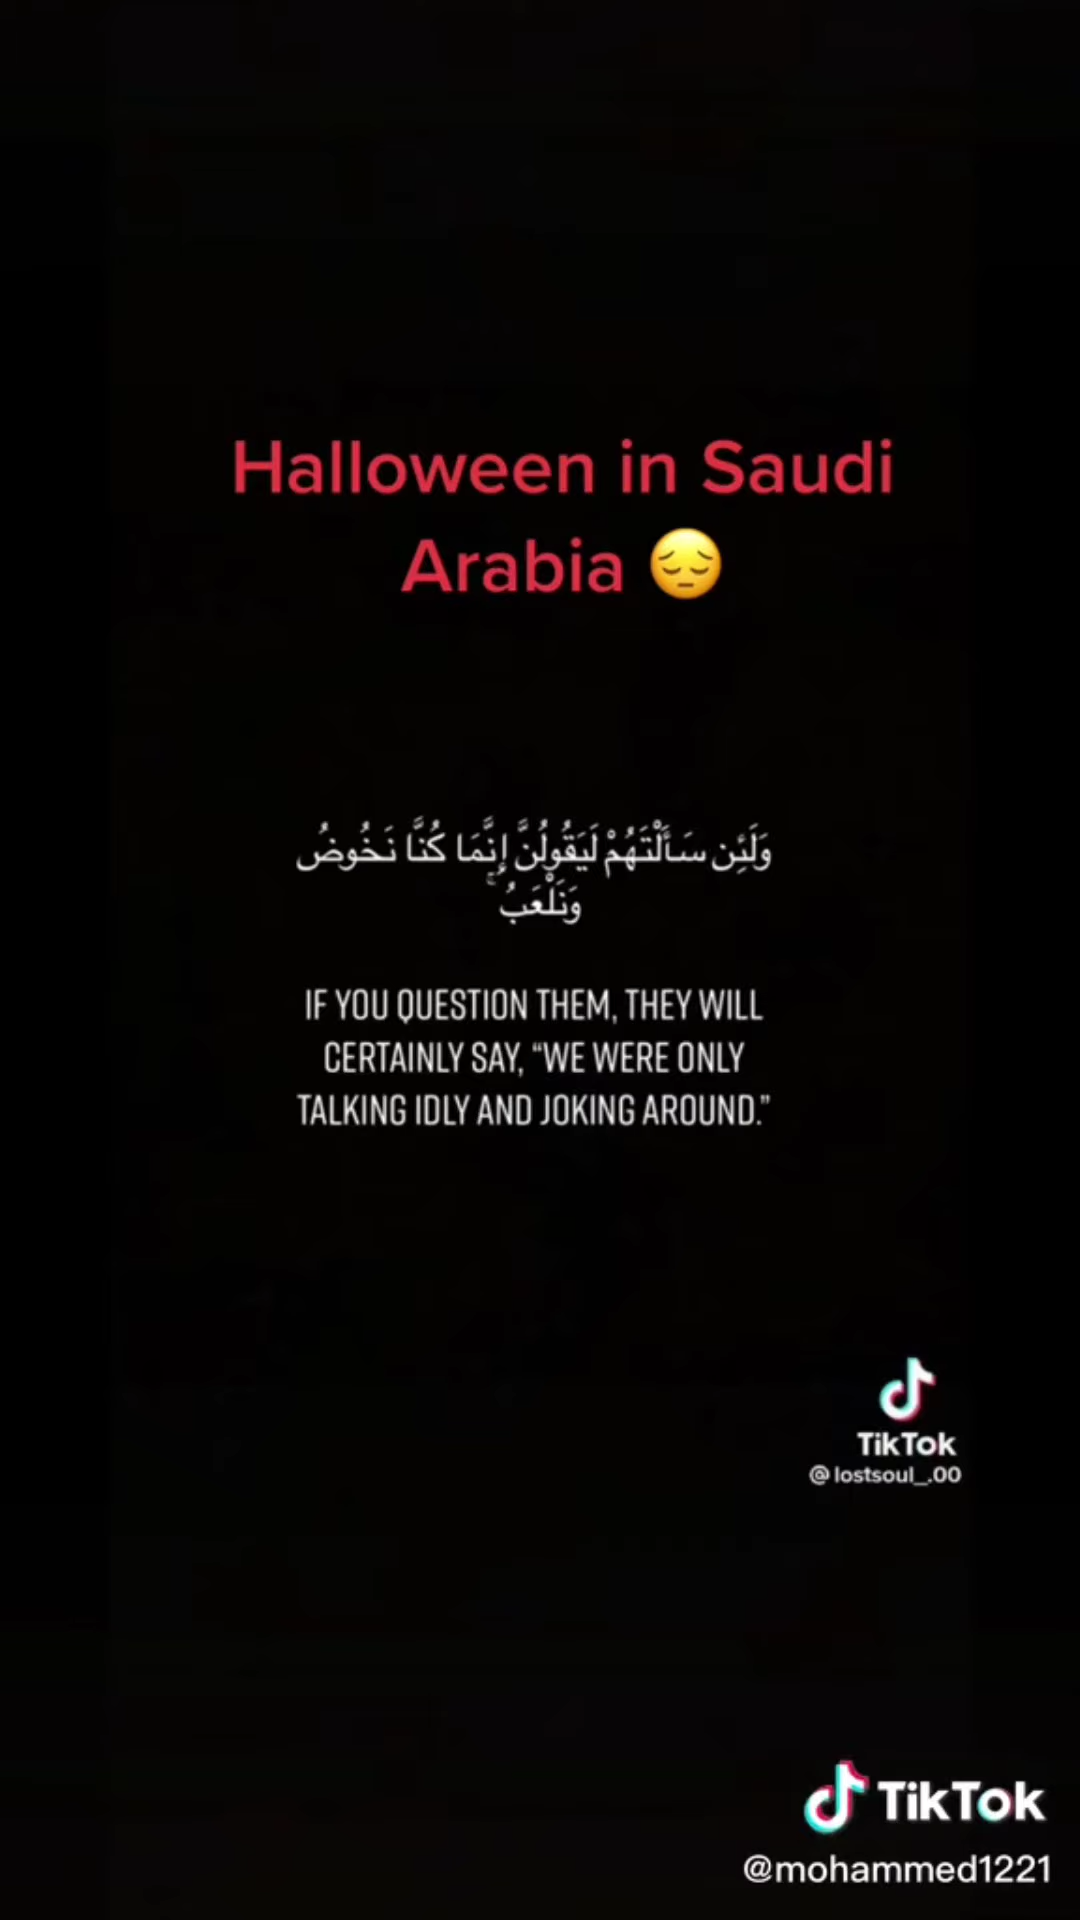 Halloween in Saudi
Arabia 😔
وَلَئِن سَأَلْتَهُمْ لَيَقُولُنَّ إِنَّمَا كُنَّا نَخُوضُ
وَنَلْعَبُ ۚ
IF YOU QUESTION THEM, THEY WILL
CERTAINLY SAY, “WE WERE ONLY
TALKING IDLY AND JOKING AROUND.”
TikTok
@lostsoul_.00
TikTok
@mohammed1221